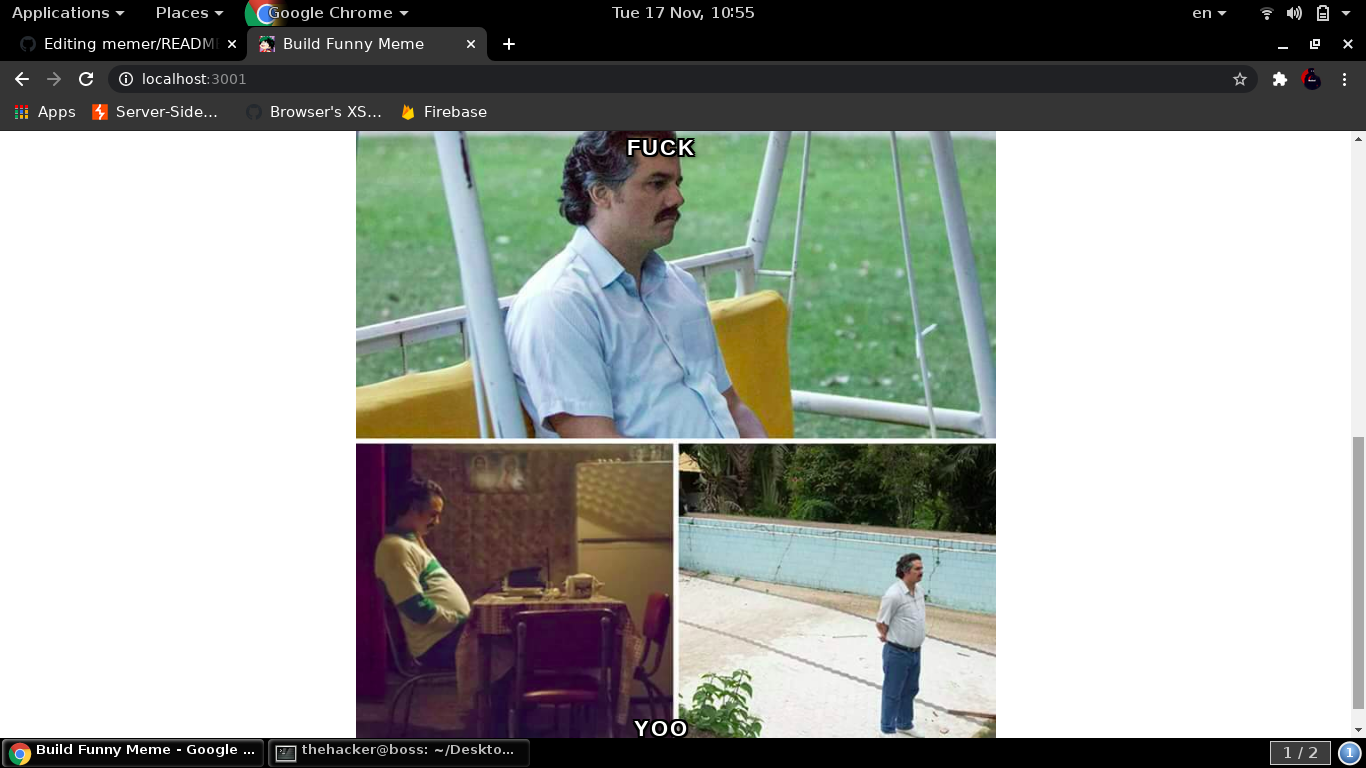 Applications Places Google Chrome Tue 17 Nov, 10:55 en
Editing memer/READM Build Funny Meme
localhost:3001
Apps Server-Side... Browser's XS... Firebase
FUCK
YOO
Build Funny Meme - Google ... thehacker@boss: ~/Deskto... 1 / 2 1